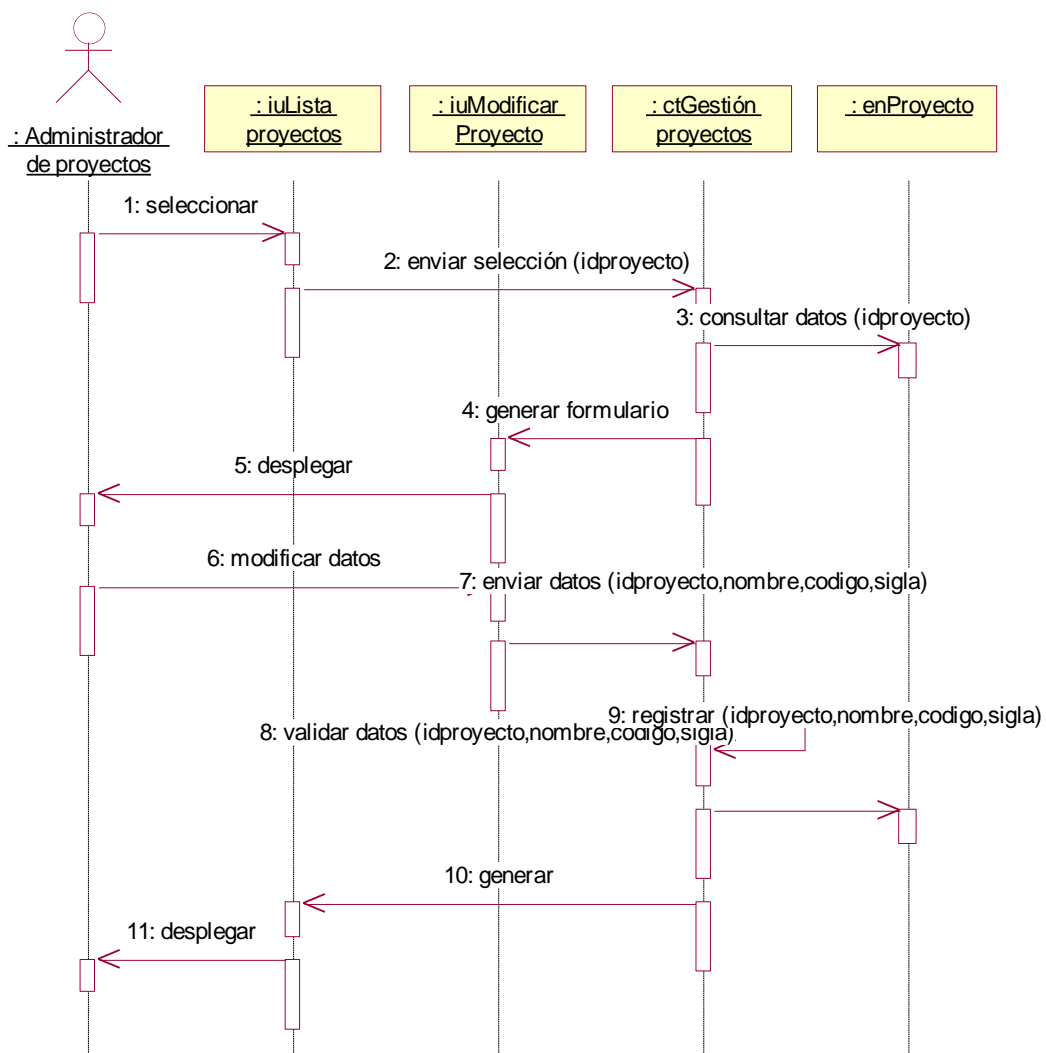 : Administrador
de proyectos
: iuLista
proyectos
: iuModificar
Proyecto
: ctGestión
proyectos
: enProyecto
1: seleccionar
2: enviar selección (idproyecto)
3: consultar datos (idproyecto)
4: generar formulario
5: desplegar
6: modificar datos
7: enviar datos (idproyecto,nombre,codigo,sigla)
8: validar datos (idproyecto,nombre,codigo,sigla)
9: registrar (idproyecto,nombre,codigo,sigla)
10: generar
11: desplegar